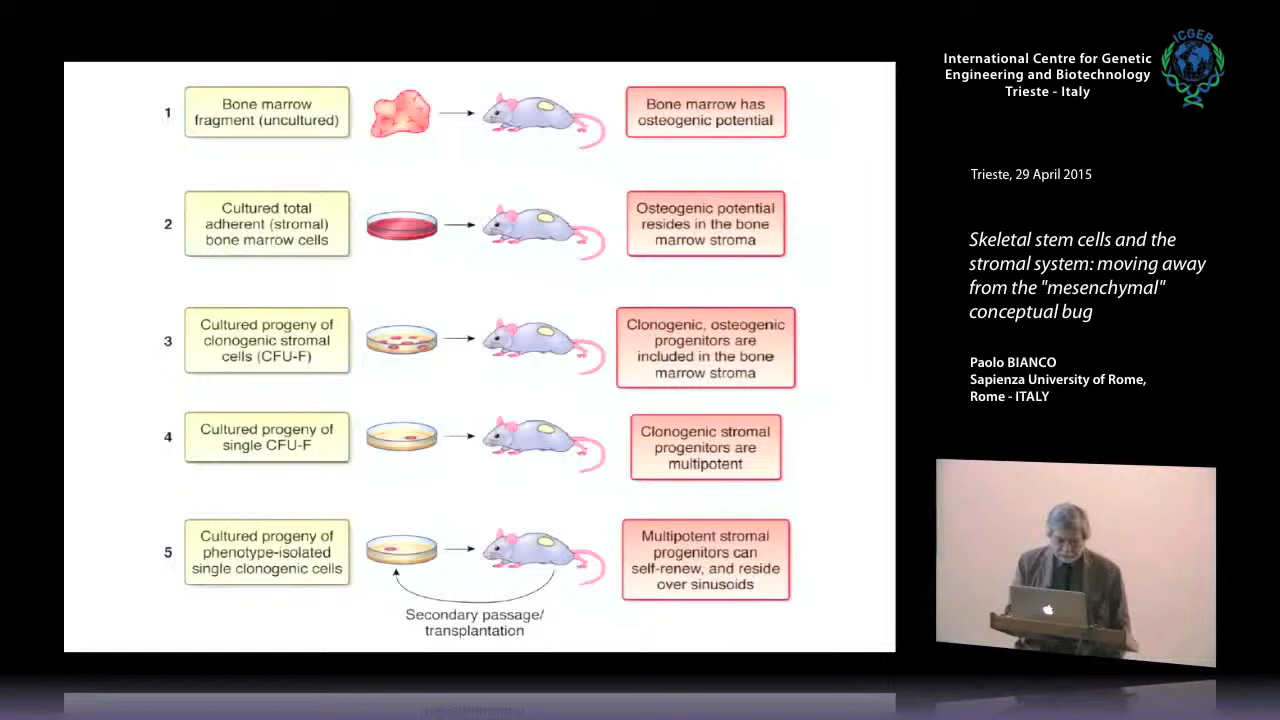 1
Bone marrow
fragment (uncultured)
Bone marrow has
osteogenic potential
2
Cultured total
adherent (stromal)
bone marrow cells
Osteogenic potential
resides in the bone
marrow stroma
3
Cultured progeny of
clonogenic stromal
cells (CFU-F)
Clonogenic, osteogenic
progenitors are
included in the bone
marrow stroma
4
Cultured progeny of
single CFU-F
Clonogenic stromal
progenitors are
multipotent
5
Cultured progeny of
phenotype-isolated
single clonogenic cells
Multipotent stromal
progenitors can
self-renew, and reside
over sinusoids
Secondary passage/
transplantation
International Centre for Genetic
Engineering and Biotechnology
Trieste - Italy
ICGEB
Trieste, 29 April 2015
Skeletal stem cells and the
stromal system: moving away
from the "mesenchymal"
conceptual bug
Paolo BIANCO
Sapienza University of Rome,
Rome - ITALY